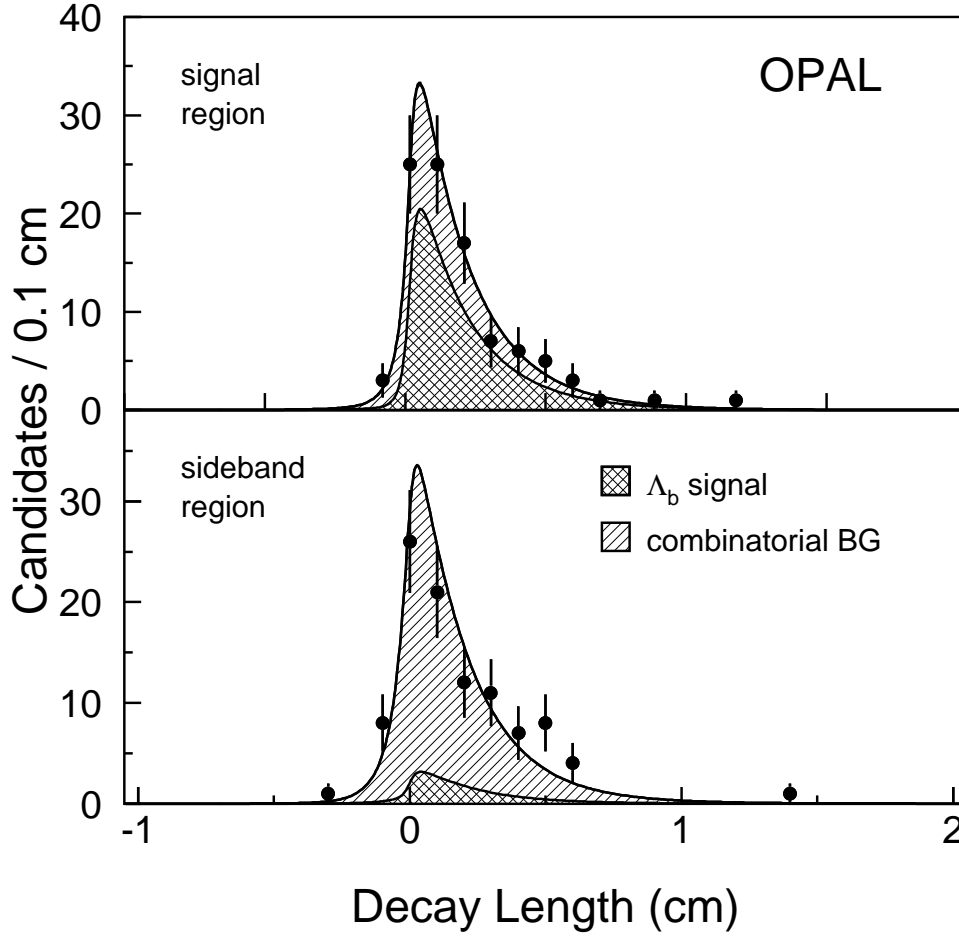 40
30
20
10
0
signal
region
OPAL
30
20
10
0
sideband
region
Λb signal
combinatorial BG
-1
0
1
2
Candidates / 0.1 cm
Decay Length (cm)